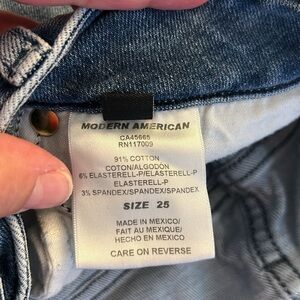 MODERN AMERICAN
CA45665
RN117009
91% COTTON
COTON/ALGODÓN
6% ELASTERELL-P/ELASTERELL-P
ELASTERELL-P
3% SPANDEX/SPANDEX/SPANDEX
SIZE 25
MADE IN MEXICO/
FAIT AU MEXIQUE/
HECHO EN MEXICO
CARE ON REVERSE